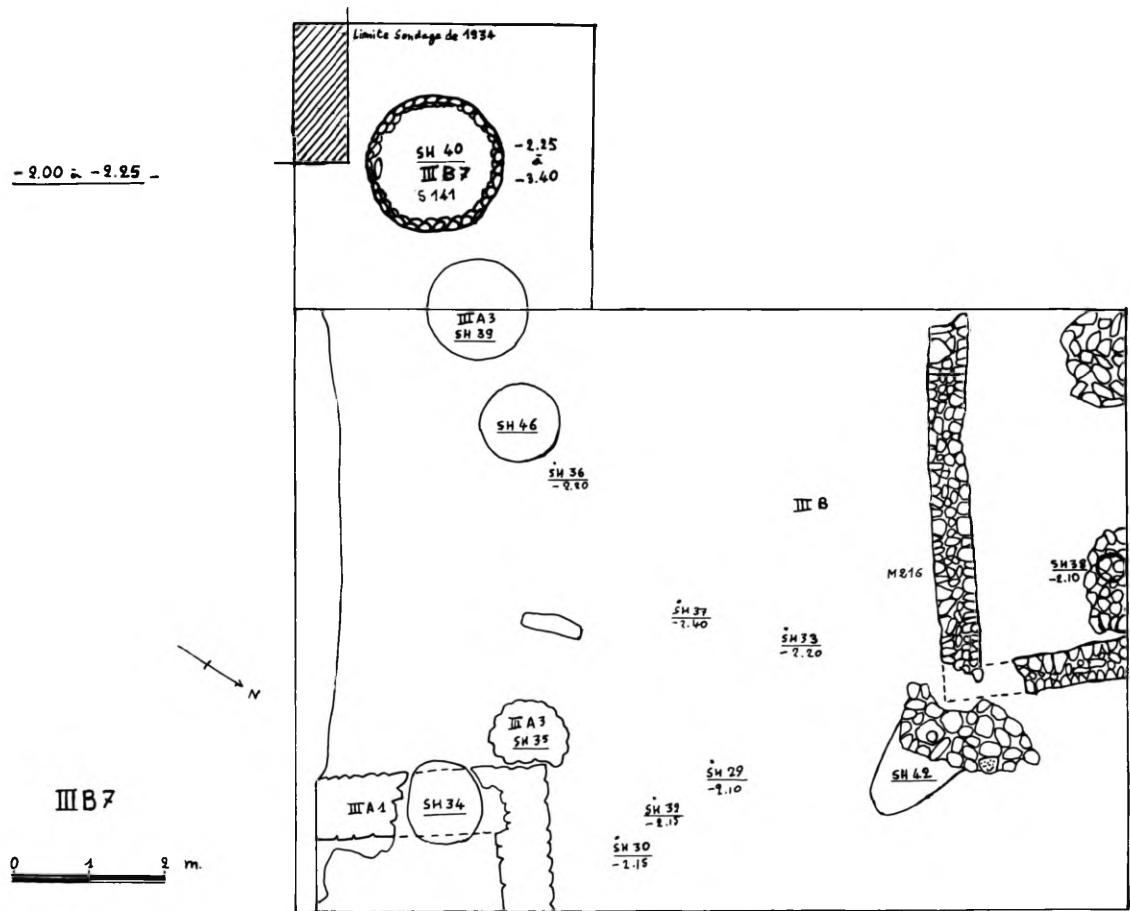 Limite Sondage de 1934
SH 40
III B7
S 141
-2.25
à
-3.40
-2.00 à -2.25 -
III A3
SH 39
SH 46
SH 36
-2.20
III B
M216
SH 38
-2.10
SH 37
-2.40
SH 33
-2.20
N
III A3
SH 35
SH 29
-2.10
SH 42
III A1
SH 34
SH 32
-2.15
SH 30
-2.15
III B7
0 1 2 m.